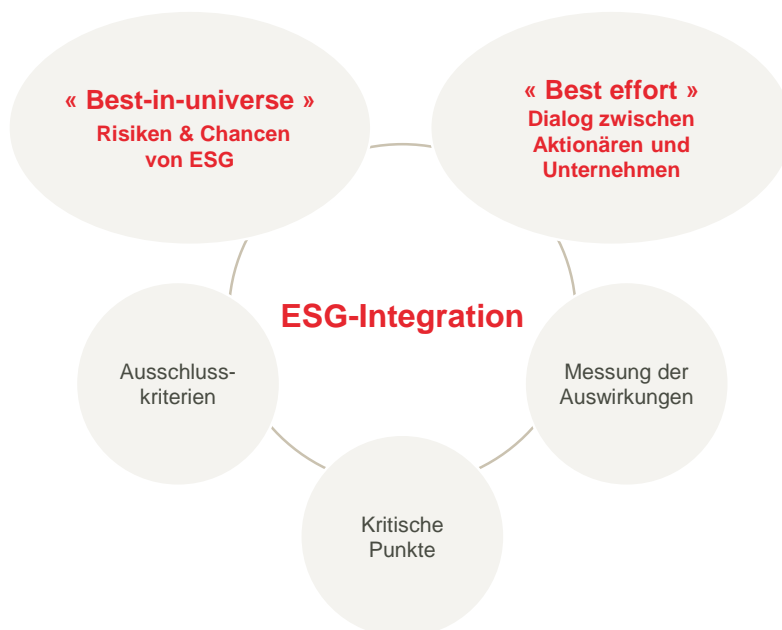 « Best-in-universe »
Risiken & Chancen
von ESG
« Best effort »
Dialog zwischen
Aktionären und
Unternehmen
ESG-Integration
Ausschluss-
kriterien
Messung der
Auswirkungen
Kritische
Punkte